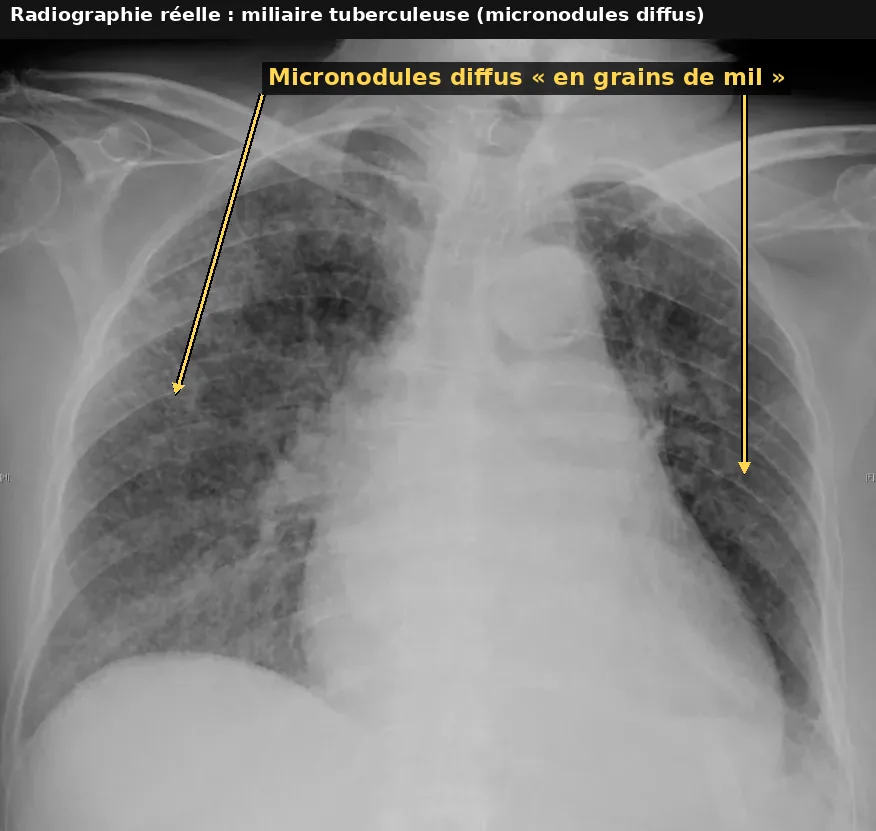 Radiographie réelle : miliaire tuberculeuse (micronodules diffus)
Micronodules diffus « en grains de mil »